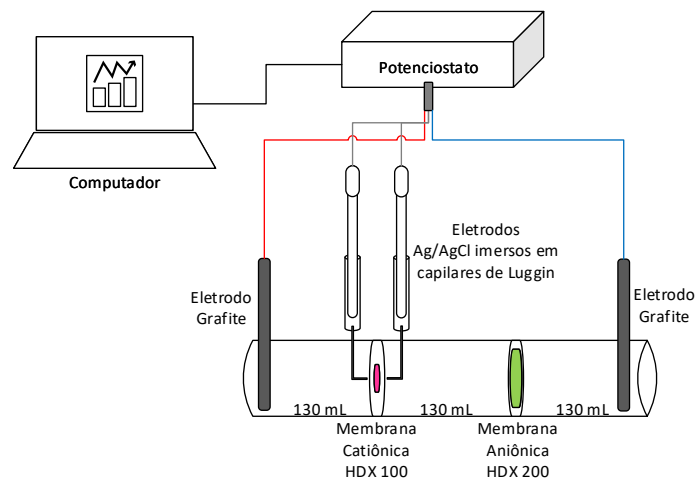 Potenciostato
Computador
Eletrodos
Ag/AgCl imersos em
capilares de Luggin
Eletrodo
Grafite
Eletrodo
Grafite
130 mL
130 mL
130 mL
Membrana
Catiônica
HDX 100
Membrana
Aniônica
HDX 200